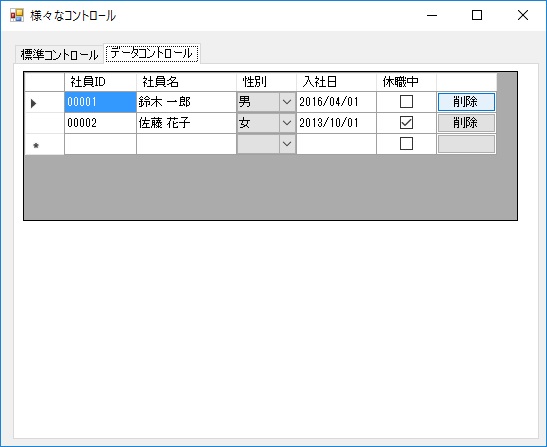 様々なコントロール
標準コントロール データコントロール
社員ID 社員名 性別 入社日 休職中
00001 鈴木 一郎 男 2016/04/01 削除
00002 佐藤 花子 女 2013/10/01 削除